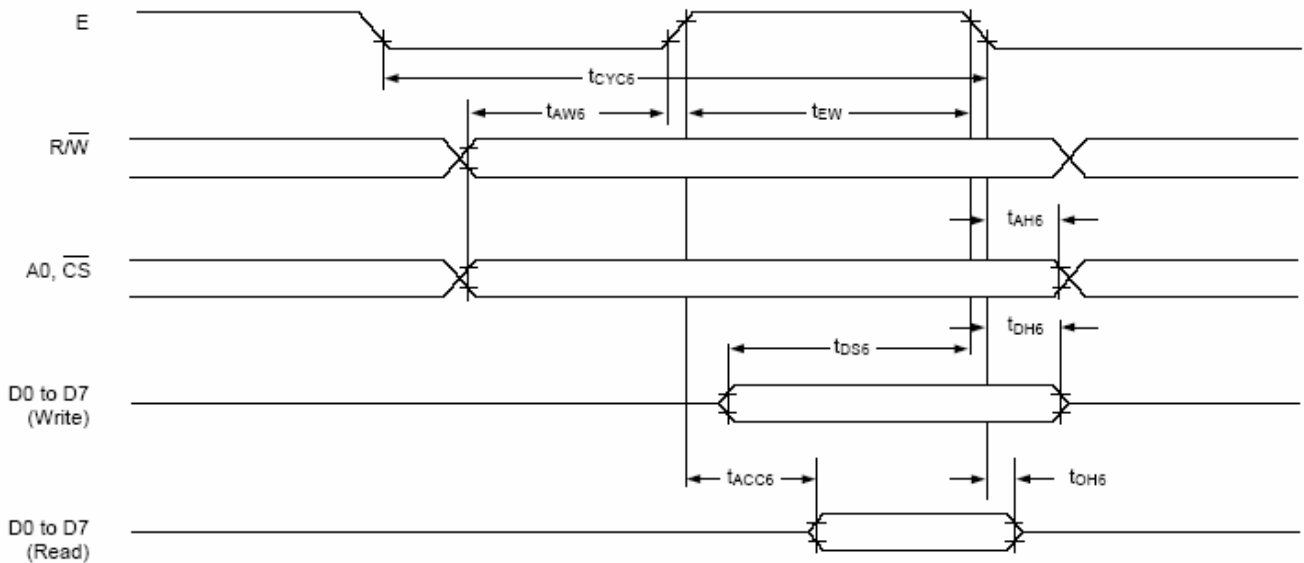 E
tCYC6
tAW6
tEW
R/W
tAH6
A0, CS
tDH6
tDS6
D0 to D7
(Write)
tACC6
tOH6
D0 to D7
(Read)